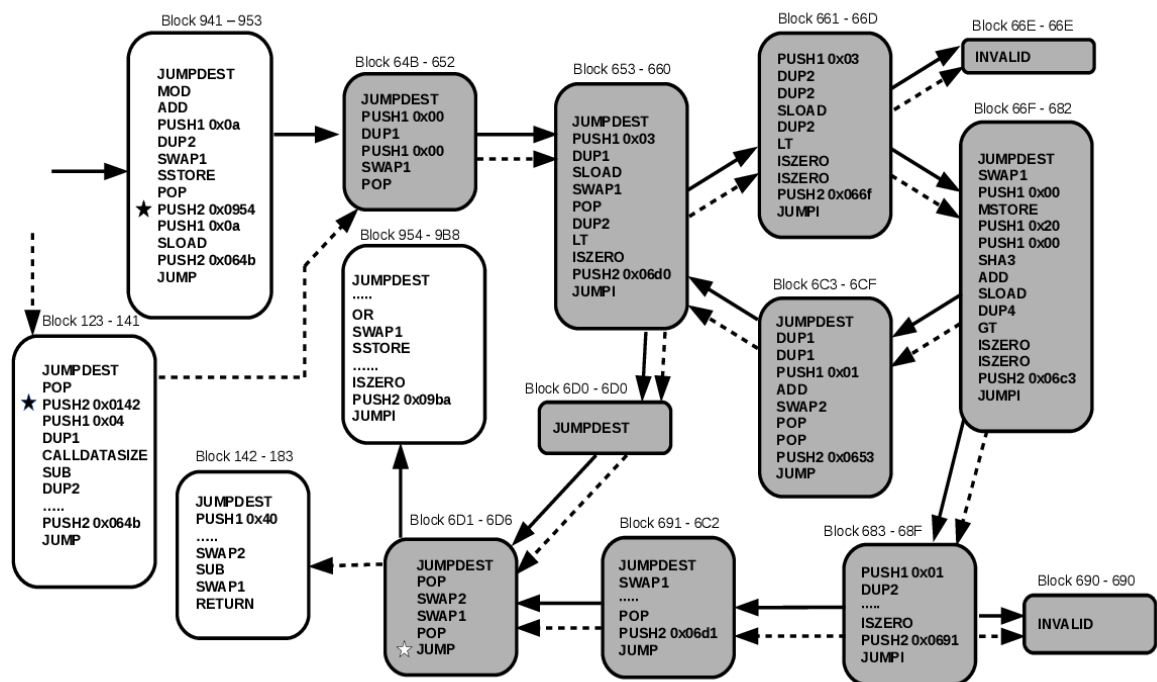 Block 941 – 953
JUMPDEST
MOD
ADD
PUSH1 0x0a
DUP2
SWAP1
SSTORE
POP
PUSH2 0x0954
PUSH1 0x0a
SLOAD
PUSH2 0x064b
JUMP
Block 64B - 652
JUMPDEST
PUSH1 0x00
DUP1
PUSH1 0x00
SWAP1
POP
Block 653 - 660
JUMPDEST
PUSH1 0x03
DUP1
SLOAD
SWAP1
POP
DUP2
LT
ISZERO
PUSH2 0x06d0
JUMPI
Block 661 - 66D
PUSH1 0x03
DUP2
DUP2
SLOAD
DUP2
LT
ISZERO
ISZERO
PUSH2 0x066f
JUMPI
Block 66E - 66E
INVALID
Block 66F - 682
JUMPDEST
SWAP1
PUSH1 0x00
MSTORE
PUSH1 0x20
PUSH1 0x00
SHA3
ADD
SLOAD
DUP4
GT
ISZERO
ISZERO
PUSH2 0x06c3
JUMPI
Block 123 - 141
JUMPDEST
POP
PUSH2 0x0142
PUSH1 0x04
DUP1
CALLDATASIZE
SUB
DUP2
.....
PUSH2 0x064b
JUMP
Block 954 - 9B8
JUMPDEST
.....
OR
SWAP1
SSTORE
......
ISZERO
PUSH2 0x09ba
JUMPI
Block 6C3 - 6CF
JUMPDEST
DUP1
DUP1
PUSH1 0x01
ADD
SWAP2
POP
POP
PUSH2 0x0653
JUMP
Block 6D0 - 6D0
JUMPDEST
Block 142 - 183
JUMPDEST
PUSH1 0x40
.....
SWAP2
SUB
SWAP1
RETURN
Block 6D1 - 6D6
JUMPDEST
POP
SWAP2
SWAP1
POP
JUMP
Block 691 - 6C2
JUMPDEST
SWAP1
.....
POP
PUSH2 0x06d1
JUMP
Block 683 - 68F
PUSH1 0x01
DUP2
.....
ISZERO
PUSH2 0x0691
JUMPI
Block 690 - 690
INVALID